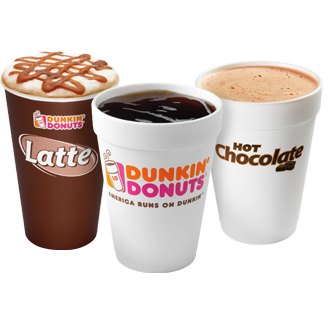 DUNKIN'
DONUTS
Latte
DUNKIN'
DONUTS
AMERICA RUNS ON DUNKIN'
HOT
Chocolate